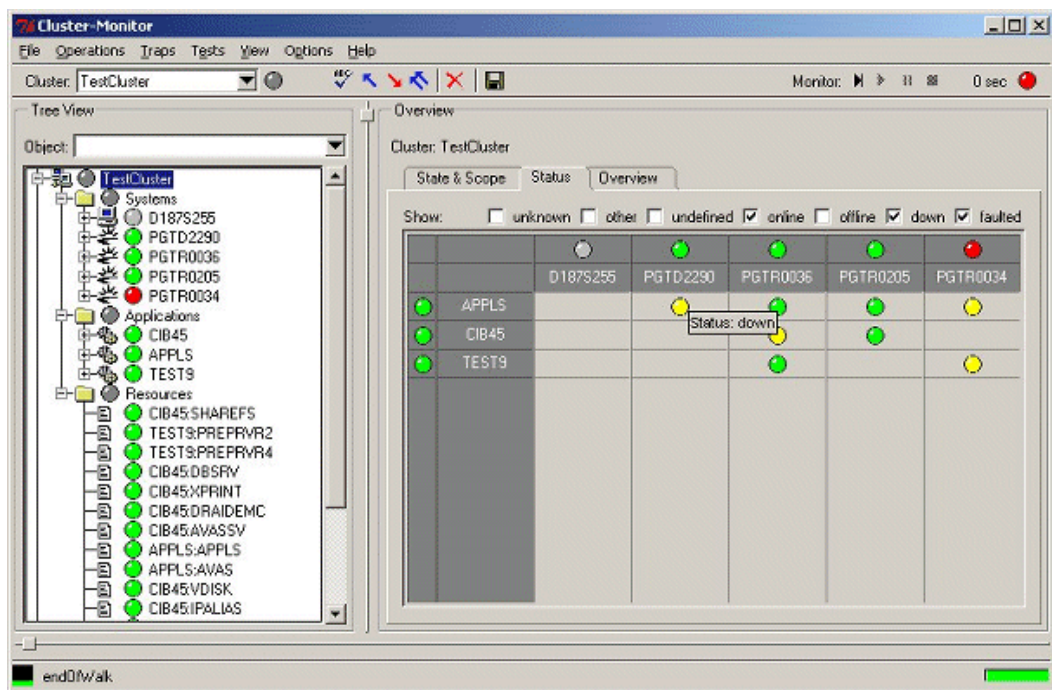 Cluster-Monitor
File Operations Traps Tests View Options Help
Cluster: TestCluster
ABC
Monitor: 0 sec
Tree View
Object:
TestCluster
Systems
D187S255
PGTD2290
PGTR0036
PGTR0205
PGTR0034
Applications
CIB45
APPLS
TEST9
Resources
CIB45:SHAREFS
TEST9:PREPRVR2
TEST9:PREPRVR4
CIB45:DBSRV
CIB45:XPRINT
CIB45:DRAIDEMC
CIB45:AVASSV
APPLS:APPLS
APPLS:AVAS
CIB45:VDISK
CIB45:IPALIAS
Overview
Cluster: TestCluster
State & Scope Status Overview
Show: unknown other undefined online offline down faulted
D187S255 PGTD2290 PGTR0036 PGTR0205 PGTR0034
APPLS
Status: down
CIB45
TEST9
endOfWalk